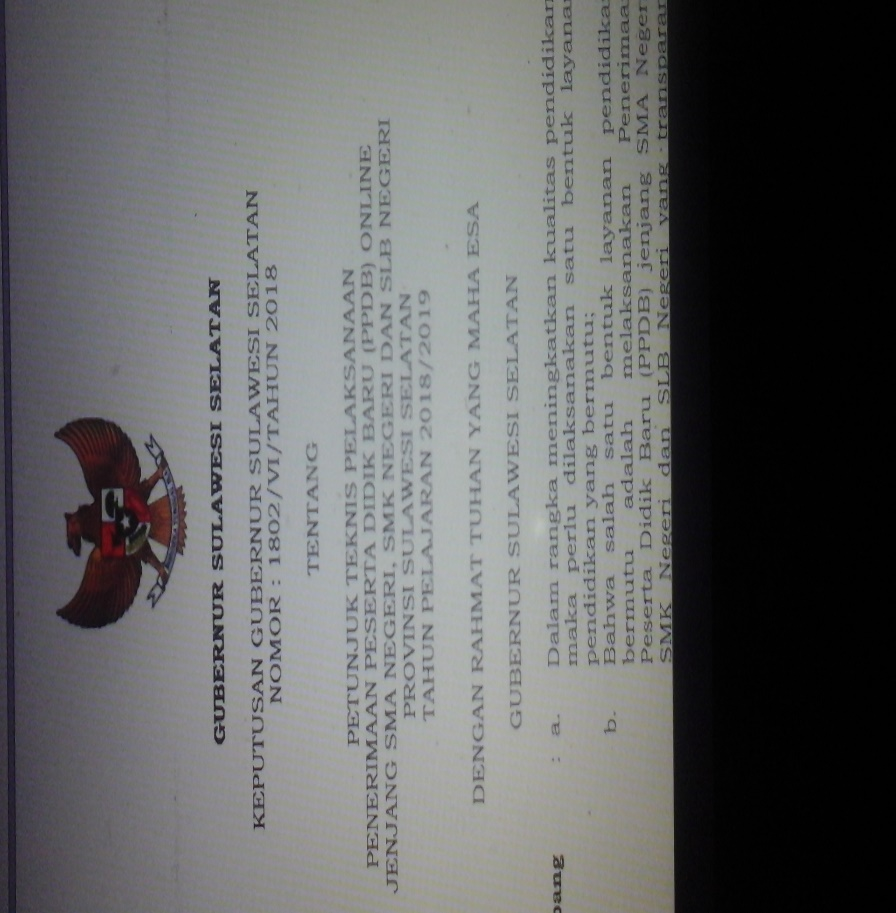 GUBERNUR SULAWESI SELATAN
KEPUTUSAN GUBERNUR SULAWESI SELATAN
NOMOR : 1802/VI/TAHUN 2018
TENTANG
PETUNJUK TEKNIS PELAKSANAAN
PENERIMAAN PESERTA DIDIK BARU (PPDB) ONLINE
JENJANG SMA NEGERI, SMK NEGERI DAN SLB NEGERI
PROVINSI SULAWESI SELATAN
TAHUN PELAJARAN 2018/2019
DENGAN RAHMAT TUHAN YANG MAHA ESA
GUBERNUR SULAWESI SELATAN
bang : a. Dalam rangka meningkatkan kualitas pendidikan
maka perlu dilaksanakan satu bentuk layanan
pendidikan yang bermutu;
b. Bahwa salah satu bentuk layanan pendidika
bermutu adalah melaksanakan Penerimaa
Peserta Didik Baru (PPDB) jenjang SMA Neger
SMK Negeri dan SLB Negeri yang transparan